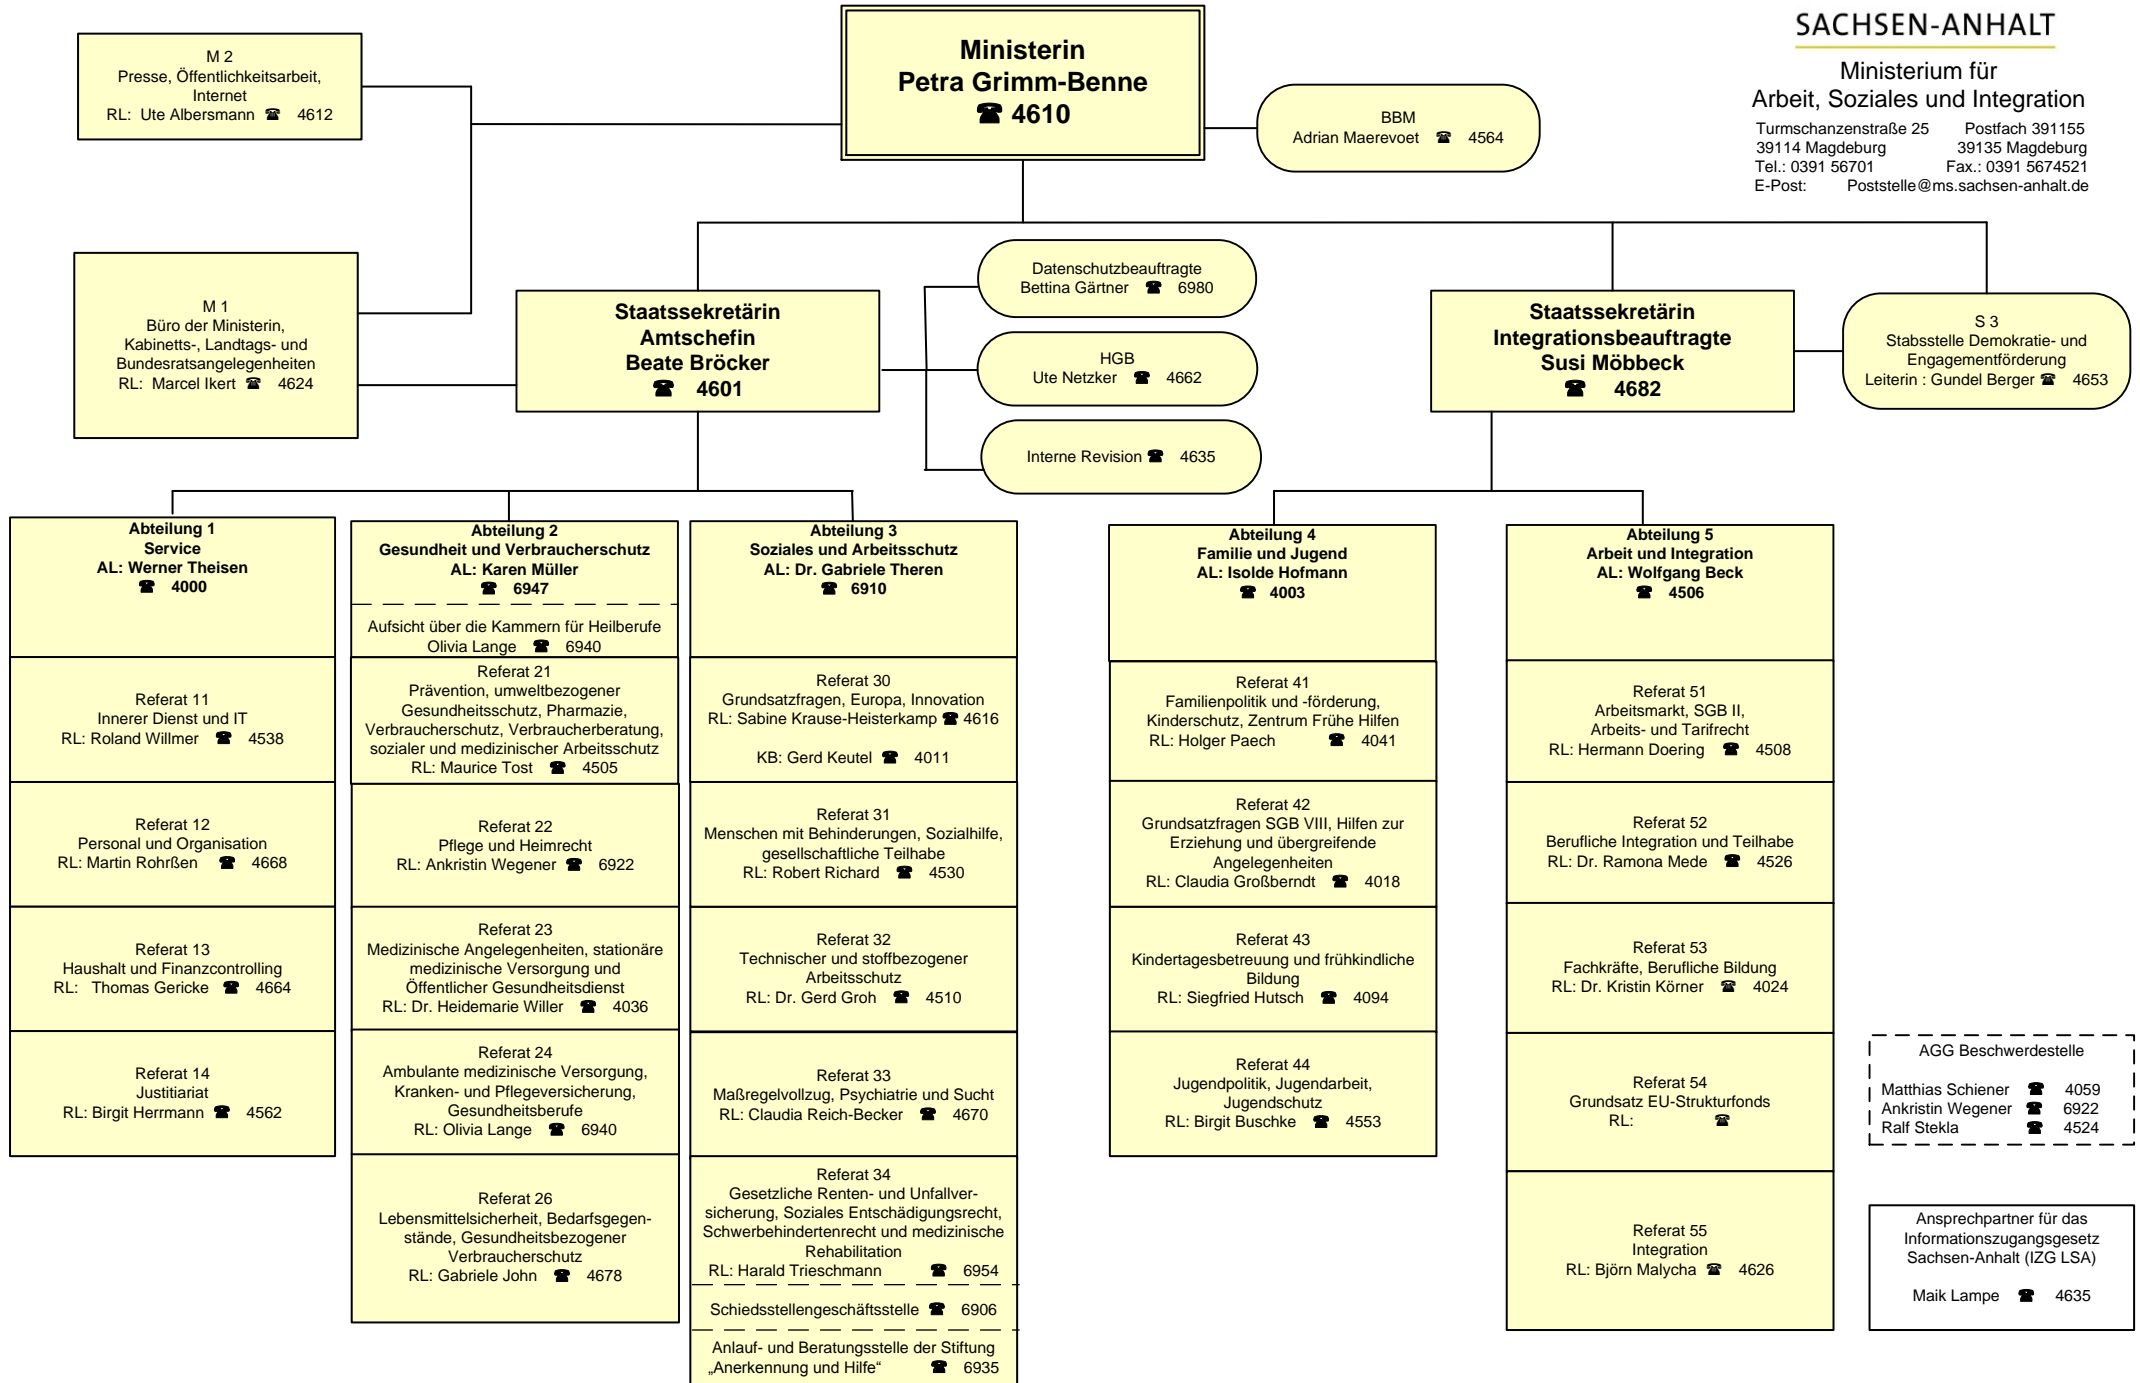 SACHSEN-ANHALT
Ministerium für
Arbeit, Soziales und Integration
Turmschanzenstraße 25 Postfach 391155
39114 Magdeburg 39135 Magdeburg
Tel.: 0391 56701 Fax.: 0391 5674521
E-Post: Poststelle@ms.sachsen-anhalt.de
Ministerin
Petra Grimm-Benne
☎ 4610
M 2
Presse, Öffentlichkeitsarbeit,
Internet
RL: Ute Albersmann ☎ 4612
BBM
Adrian Maerevoet ☎ 4564
M 1
Büro der Ministerin,
Kabinetts-, Landtags- und
Bundesratsangelegenheiten
RL: Marcel Ikert ☎ 4624
Staatssekretärin
Amtschefin
Beate Bröcker
☎ 4601
Datenschutzbeauftragte
Bettina Gärtner ☎ 6980
HGB
Ute Netzker ☎ 4662
Interne Revision ☎ 4635
Staatssekretärin
Integrationsbeauftragte
Susi Möbbeck
☎ 4682
S 3
Stabsstelle Demokratie- und
Engagementförderung
Leiterin : Gundel Berger ☎ 4653
Abteilung 1
Service
AL: Werner Theisen
☎ 4000
Referat 11
Innerer Dienst und IT
RL: Roland Willmer ☎ 4538
Referat 12
Personal und Organisation
RL: Martin Rohrßen ☎ 4668
Referat 13
Haushalt und Finanzcontrolling
RL: Thomas Gericke ☎ 4664
Referat 14
Justitiariat
RL: Birgit Herrmann ☎ 4562
Abteilung 2
Gesundheit und Verbraucherschutz
AL: Karen Müller
☎ 6947
Aufsicht über die Kammern für Heilberufe
Olivia Lange ☎ 6940
Referat 21
Prävention, umweltbezogener
Gesundheitsschutz, Pharmazie,
Verbraucherschutz, Verbraucherberatung,
sozialer und medizinischer Arbeitsschutz
RL: Maurice Tost ☎ 4505
Referat 22
Pflege und Heimrecht
RL: Ankristin Wegener ☎ 6922
Referat 23
Medizinische Angelegenheiten, stationäre
medizinische Versorgung und
Öffentlicher Gesundheitsdienst
RL: Dr. Heidemarie Willer ☎ 4036
Referat 24
Ambulante medizinische Versorgung,
Kranken- und Pflegeversicherung,
Gesundheitsberufe
RL: Olivia Lange ☎ 6940
Referat 26
Lebensmittelsicherheit, Bedarfsgegen-
stände, Gesundheitsbezogener
Verbraucherschutz
RL: Gabriele John ☎ 4678
Abteilung 3
Soziales und Arbeitsschutz
AL: Dr. Gabriele Theren
☎ 6910
Referat 30
Grundsatzfragen, Europa, Innovation
RL: Sabine Krause-Heisterkamp ☎ 4616
KB: Gerd Keutel ☎ 4011
Referat 31
Menschen mit Behinderungen, Sozialhilfe,
gesellschaftliche Teilhabe
RL: Robert Richard ☎ 4530
Referat 32
Technischer und stoffbezogener
Arbeitsschutz
RL: Dr. Gerd Groh ☎ 4510
Referat 33
Maßregelvollzug, Psychiatrie und Sucht
RL: Claudia Reich-Becker ☎ 4670
Referat 34
Gesetzliche Renten- und Unfallver-
sicherung, Soziales Entschädigungsrecht,
Schwerbehindertenrecht und medizinische
Rehabilitation
RL: Harald Trieschmann ☎ 6954
Schiedsstellengeschäftsstelle ☎ 6906
Anlauf- und Beratungsstelle der Stiftung
„Anerkennung und Hilfe“ ☎ 6935
Abteilung 4
Familie und Jugend
AL: Isolde Hofmann
☎ 4003
Referat 41
Familienpolitik und -förderung,
Kinderschutz, Zentrum Frühe Hilfen
RL: Holger Paech ☎ 4041
Referat 42
Grundsatzfragen SGB VIII, Hilfen zur
Erziehung und übergreifende
Angelegenheiten
RL: Claudia Großberndt ☎ 4018
Referat 43
Kindertagesbetreuung und frühkindliche
Bildung
RL: Siegfried Hutsch ☎ 4094
Referat 44
Jugendpolitik, Jugendarbeit,
Jugendschutz
RL: Birgit Buschke ☎ 4553
Abteilung 5
Arbeit und Integration
AL: Wolfgang Beck
☎ 4506
Referat 51
Arbeitsmarkt, SGB II,
Arbeits- und Tarifrecht
RL: Hermann Doering ☎ 4508
Referat 52
Berufliche Integration und Teilhabe
RL: Dr. Ramona Mede ☎ 4526
Referat 53
Fachkräfte, Berufliche Bildung
RL: Dr. Kristin Körner ☎ 4024
Referat 54
Grundsatz EU-Strukturfonds
RL: ☎
Referat 55
Integration
RL: Björn Malycha ☎ 4626
AGG Beschwerdestelle
Matthias Schiener ☎ 4059
Ankristin Wegener ☎ 6922
Ralf Stekla ☎ 4524
Ansprechpartner für das
Informationszugangsgesetz
Sachsen-Anhalt (IZG LSA)
Maik Lampe ☎ 4635